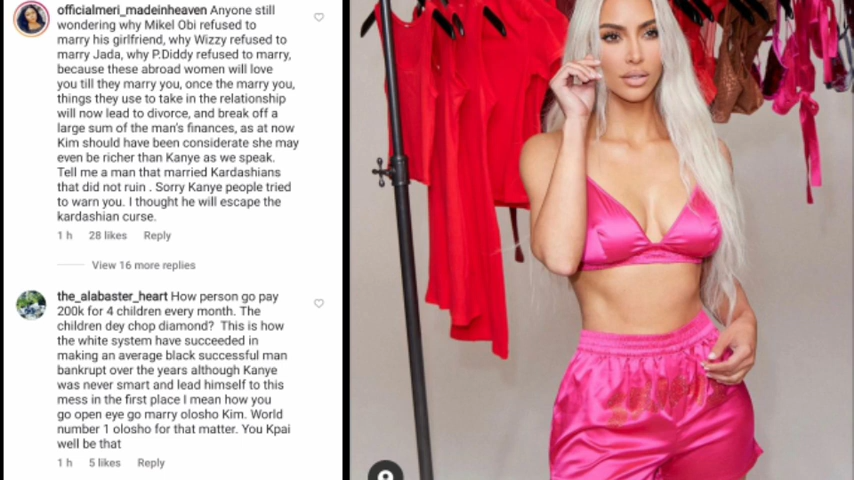 officialmeri_madeinheaven Anyone still
wondering why Mikel Obi refused to
marry his girlfriend, why Wizzy refused to
marry Jada, why P.Diddy refused to marry,
because these abroad women will love
you till they marry you, once the marry you,
things they use to take in the relationship
will now lead to divorce, and break off a
large sum of the man's finances, as at now
Kim should have been considerate she may
even be richer than Kanye as we speak.
Tell me a man that married Kardashians
that did not ruin . Sorry Kanye people tried
to warn you. I thought he will escape the
kardashian curse.
1 h 28 likes Reply
View 16 more replies
the_alabaster_heart How person go pay
200k for 4 children every month. The
children dey chop diamond? This is how
the white system have succeeded in
making an average black successful man
bankrupt over the years although Kanye
was never smart and lead himself to this
mess in the first place I mean how you
go open eye go marry olosho Kim. World
number 1 olosho for that matter. You Kpai
well be that
1 h 5 likes Reply